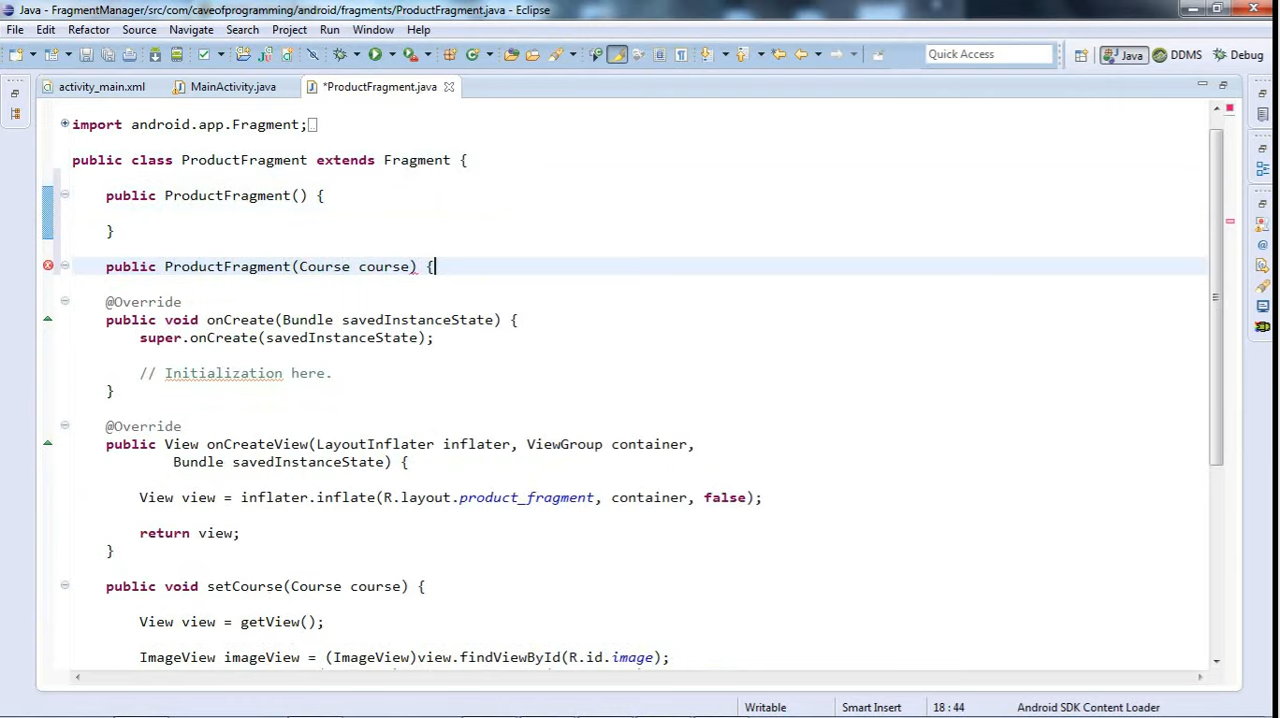 Java - FragmentManager/src/com/caveofprogramming/android/fragments/ProductFragment.java - Eclipse
File Edit Refactor Source Navigate Search Project Run Window Help
Quick Access Java DDMS Debug
activity_main.xml MainActivity.java *ProductFragment.java
import android.app.Fragment;
public class ProductFragment extends Fragment {
public ProductFragment() {
}
public ProductFragment(Course course) {
@Override
public void onCreate(Bundle savedInstanceState) {
super.onCreate(savedInstanceState);
// Initialization here.
}
@Override
public View onCreateView(LayoutInflater inflater, ViewGroup container,
Bundle savedInstanceState) {
View view = inflater.inflate(R.layout.product_fragment, container, false);
return view;
}
public void setCourse(Course course) {
View view = getView();
ImageView imageView = (ImageView)view.findViewById(R.id.image);
Writable Smart Insert 18 : 44 Android SDK Content Loader